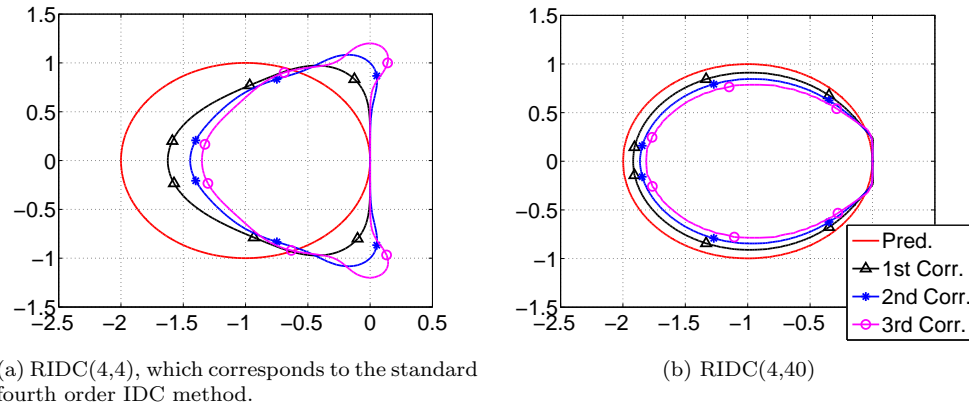 1.5
1
0.5
0
−0.5
−1
−1.5
−2.5 −2 −1.5 −1 −0.5 0 0.5
1.5
1
0.5
0
−0.5
−1
−1.5
−2.5 −2 −1.5 −1 −0.5
Pred.
1st Corr.
2nd Corr.
3rd Corr.
a) RIDC(4,4), which corresponds to the standard
fourth order IDC method.
(b) RIDC(4,40)